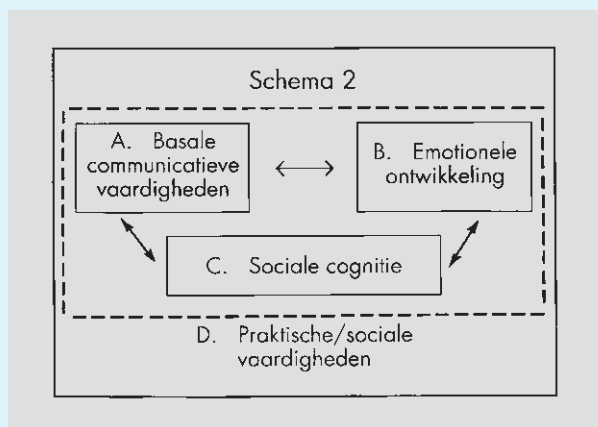 Schema 2
A. Basale
communicatieve
vaardigheden
B. Emotionele
ontwikkeling
C. Sociale cognitie
D. Praktische/sociale
vaardigheden